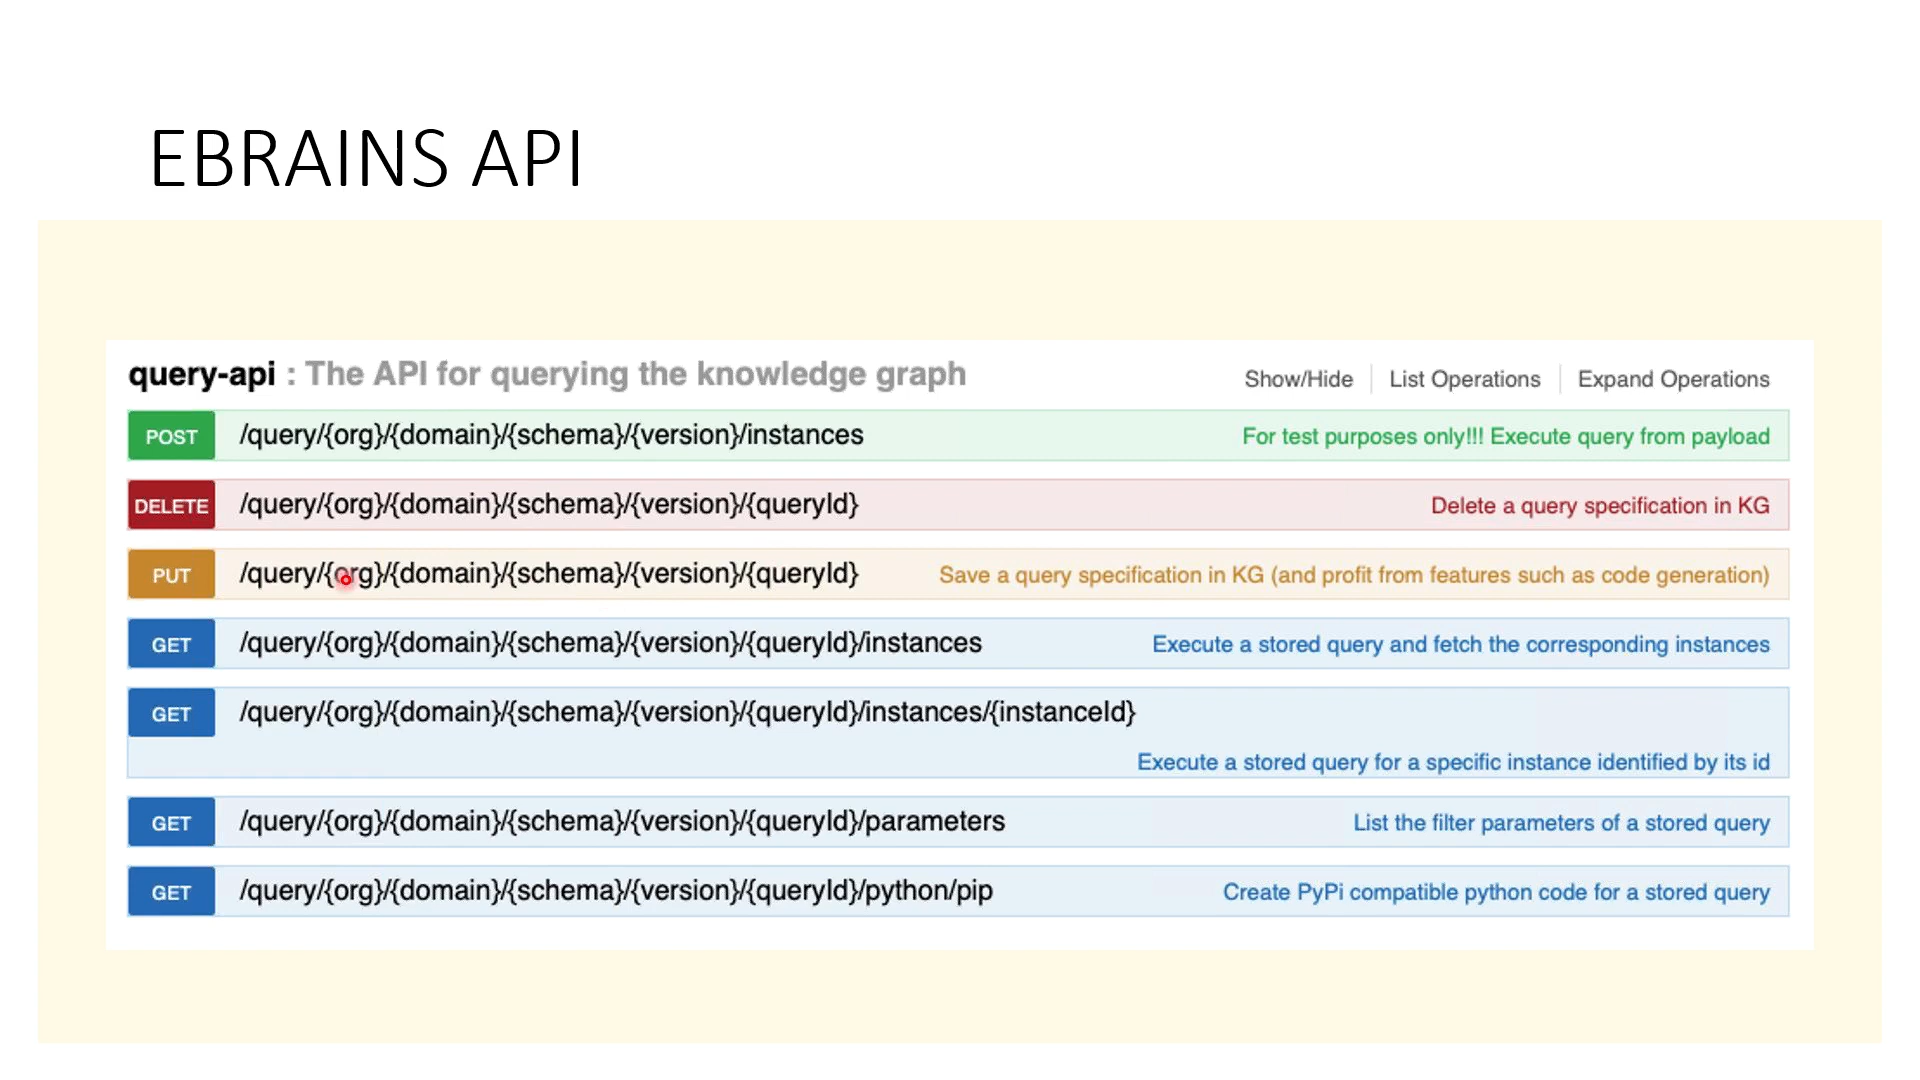 EBRAINS API
query-api : The API for querying the knowledge graph
Show/Hide
List Operations
Expand Operations
POST /query/{org}/{domain}/{schema}/{version}/instances For test purposes only!!! Execute query from payload
DELETE /query/{org}/{domain}/{schema}/{version}/{queryId} Delete a query specification in KG
PUT /query/{org}/{domain}/{schema}/{version}/{queryId} Save a query specification in KG (and profit from features such as code generation)
GET /query/{org}/{domain}/{schema}/{version}/{queryId}/instances Execute a stored query and fetch the corresponding instances
GET /query/{org}/{domain}/{schema}/{version}/{queryId}/instances/{instanceId}
Execute a stored query for a specific instance identified by its id
GET /query/{org}/{domain}/{schema}/{version}/{queryId}/parameters List the filter parameters of a stored query
GET /query/{org}/{domain}/{schema}/{version}/{queryId}/python/pip Create PyPi compatible python code for a stored query